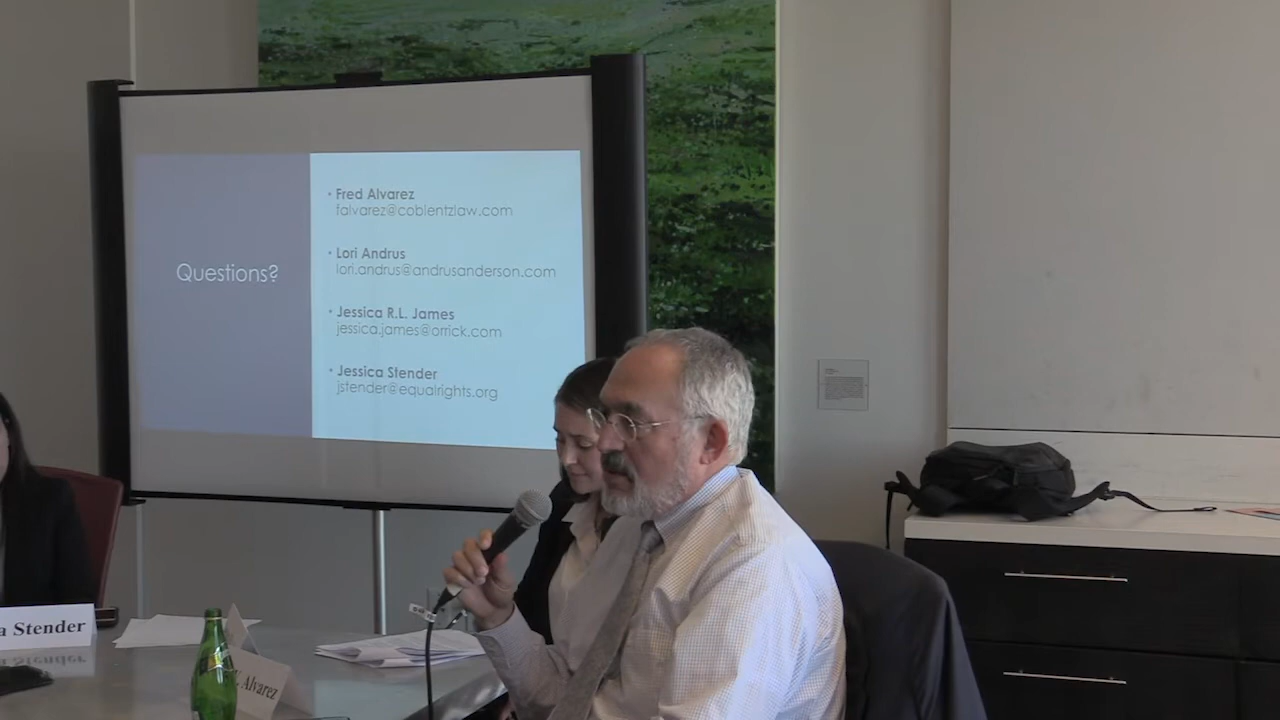 Questions?
• Fred Alvarez
falvarez@coblentzlaw.com
• Lori Andrus
lori.andrus@andrusanderson.com
• Jessica R.L. James
jessica.james@orrick.com
• Jessica Stender
jstender@equalrights.org
a Stender
Alvarez